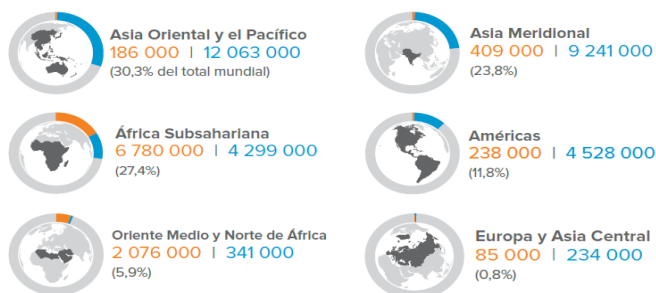 Asia Oriental y el Pacífico
186 000 | 12 063 000
(30,3% del total mundial)
Asia Meridional
409 000 | 9 241 000
(23,8%)
África Subsahariana
6 780 000 | 4 299 000
(27,4%)
Américas
238 000 | 4 528 000
(11,8%)
Oriente Medio y Norte de África
2 076 000 | 341 000
(5,9%)
Europa y Asia Central
85 000 | 234 000
(0,8%)